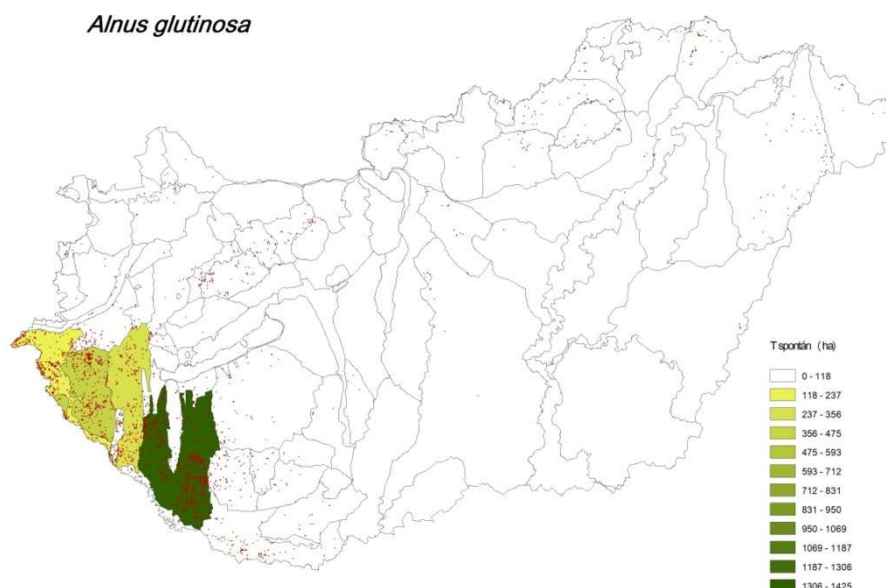 Alnus glutinosa
T spontán (ha)
0 - 118
118 - 237
237 - 356
356 - 475
475 - 593
593 - 712
712 - 831
831 - 950
950 - 1069
1069 - 1187
1187 - 1306
1306 - 1425